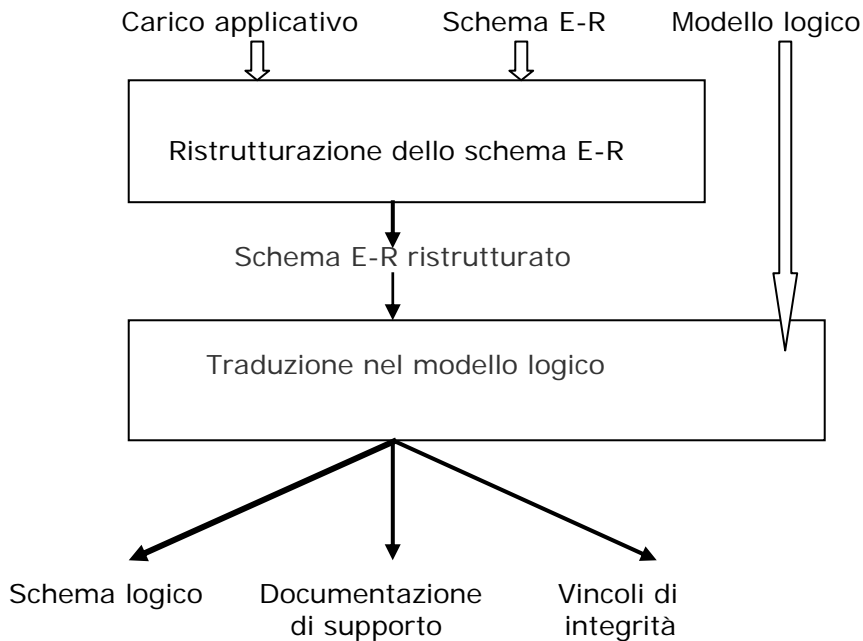 Carico applicativo
Schema E-R
Modello logico
Ristrutturazione dello schema E-R
Schema E-R ristrutturato
Traduzione nel modello logico
Schema logico
Documentazione
di supporto
Vincoli di
integrità